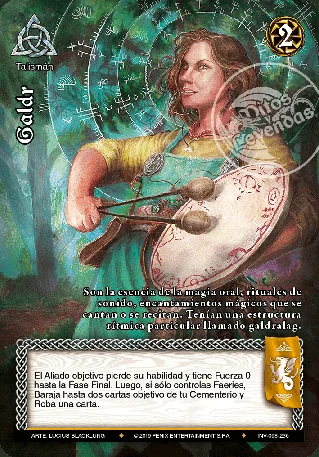 Talismán
2
Galdr
Mitos y Leyendas
Son la esencia de la magia oral, rituales de
sonido, encantamientos mágicos que se
cantan o se recitan. Tenían una estructura
rítmica particular llamado galdralag.
El Aliado objetivo pierde su habilidad y tiene Fuerza 0
hasta la Fase Final. Luego, si sólo controlas Faeries,
Baraja hasta dos cartas objetivo de tu Cementerio y
Roba una carta.
ARTE: LUCIUS BLACKLUNG
© 2019 FENIX ENTERTAINMENT S.P.A.